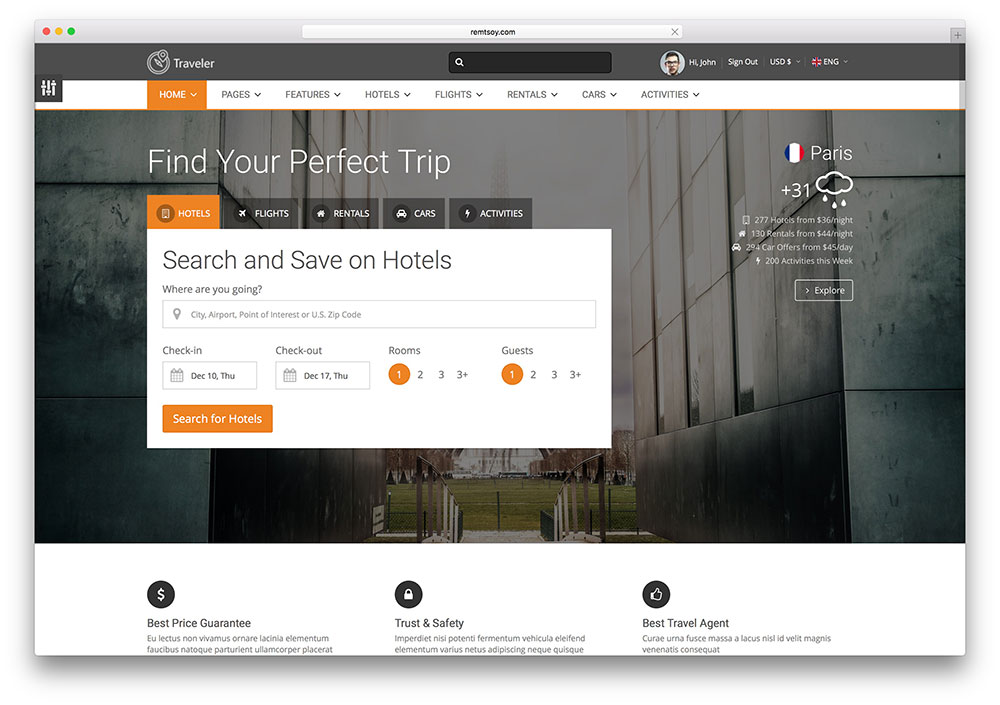 remtsoy.com
Traveler
Hi, John
Sign Out
USD $
ENG
HOME
PAGES
FEATURES
HOTELS
FLIGHTS
RENTALS
CARS
ACTIVITIES
Find Your Perfect Trip
Paris
+31
277 Hotels from $36/night
130 Rentals from $44/night
294 Car Offers from $45/day
200 Activities this Week
Explore
HOTELS
FLIGHTS
RENTALS
CARS
ACTIVITIES
Search and Save on Hotels
Where are you going?
City, Airport, Point of Interest or U.S. Zip Code
Check-in
Check-out
Rooms
Guests
Dec 10, Thu
Dec 17, Thu
1 2 3 3+
1 2 3 3+
Search for Hotels
$
Best Price Guarantee
Eu lectus non vivamus ornare lacinia elementum
faucibus natoque parturient ullamcorper placerat
Trust & Safety
Imperdiet nisi potenti fermentum vehicula eleifend
elementum varius netus adipiscing neque quisque
Best Travel Agent
Curae urna fusce massa a lacus nisl id velit magnis
venenatis consequat